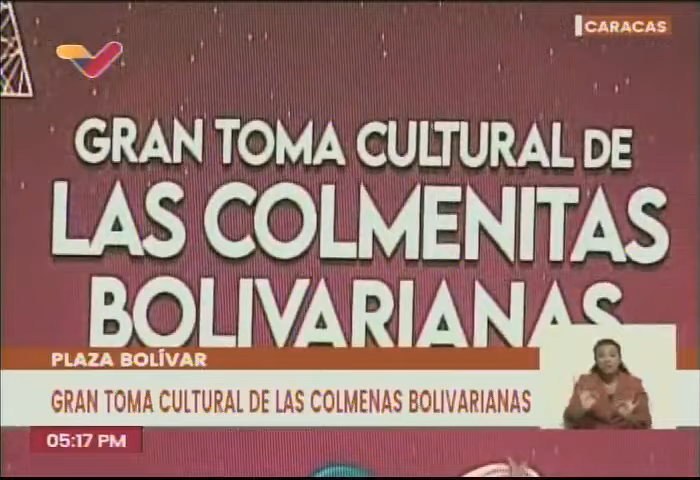 CARACAS
GRAN TOMA CULTURAL DE
LAS COLMENITAS
BOLIVARIANAS
PLAZA BOLÍVAR
GRAN TOMA CULTURAL DE LAS COLMENAS BOLIVARIANAS
05:17 PM